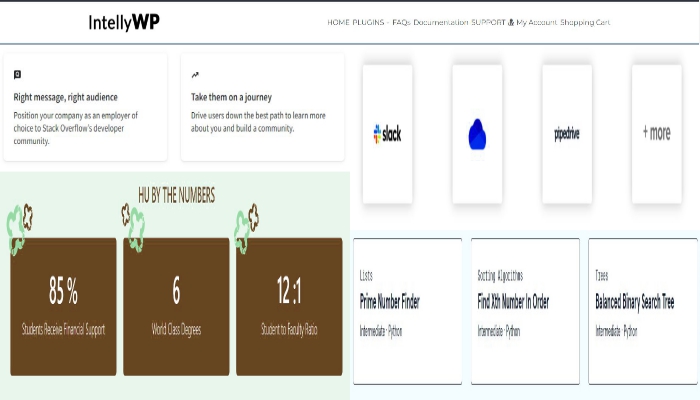 IntellyWP
HOME PLUGINS - FAQs Documentation SUPPORT My Account Shopping Cart
Right message, right audience
Position your company as an employer of
choice to Stack Overflow's developer
community.
Take them on a journey
Drive users down the best path to learn more
about you and build a community.
slack
pipedrive
+ more
HU BY THE NUMBERS
85 %
Students Receive Financial Support
6
World Class Degrees
12 :1
Student to Faculty Ratio
Lists
Prime Number Finder
Intermediate · Python
Sorting Algorithms
Find Xth Number In Order
Intermediate · Python
Trees
Balanced Binary Search Tree
Intermediate · Python